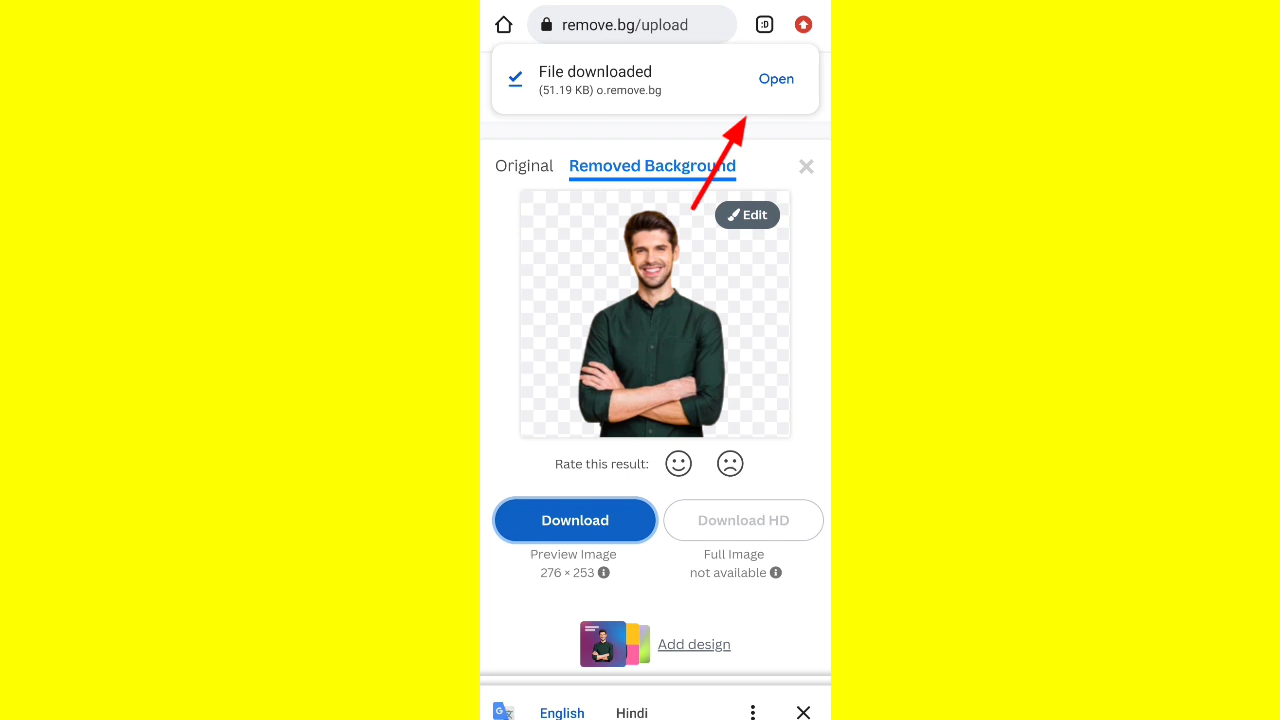 remove.bg/upload :D
File downloaded
Open
(51.19 KB) o.remove.bg
Original Removed Background
Edit
Rate this result:
Download Download HD
Preview Image Full Image
276 × 253 not available
Add design
G English Hindi